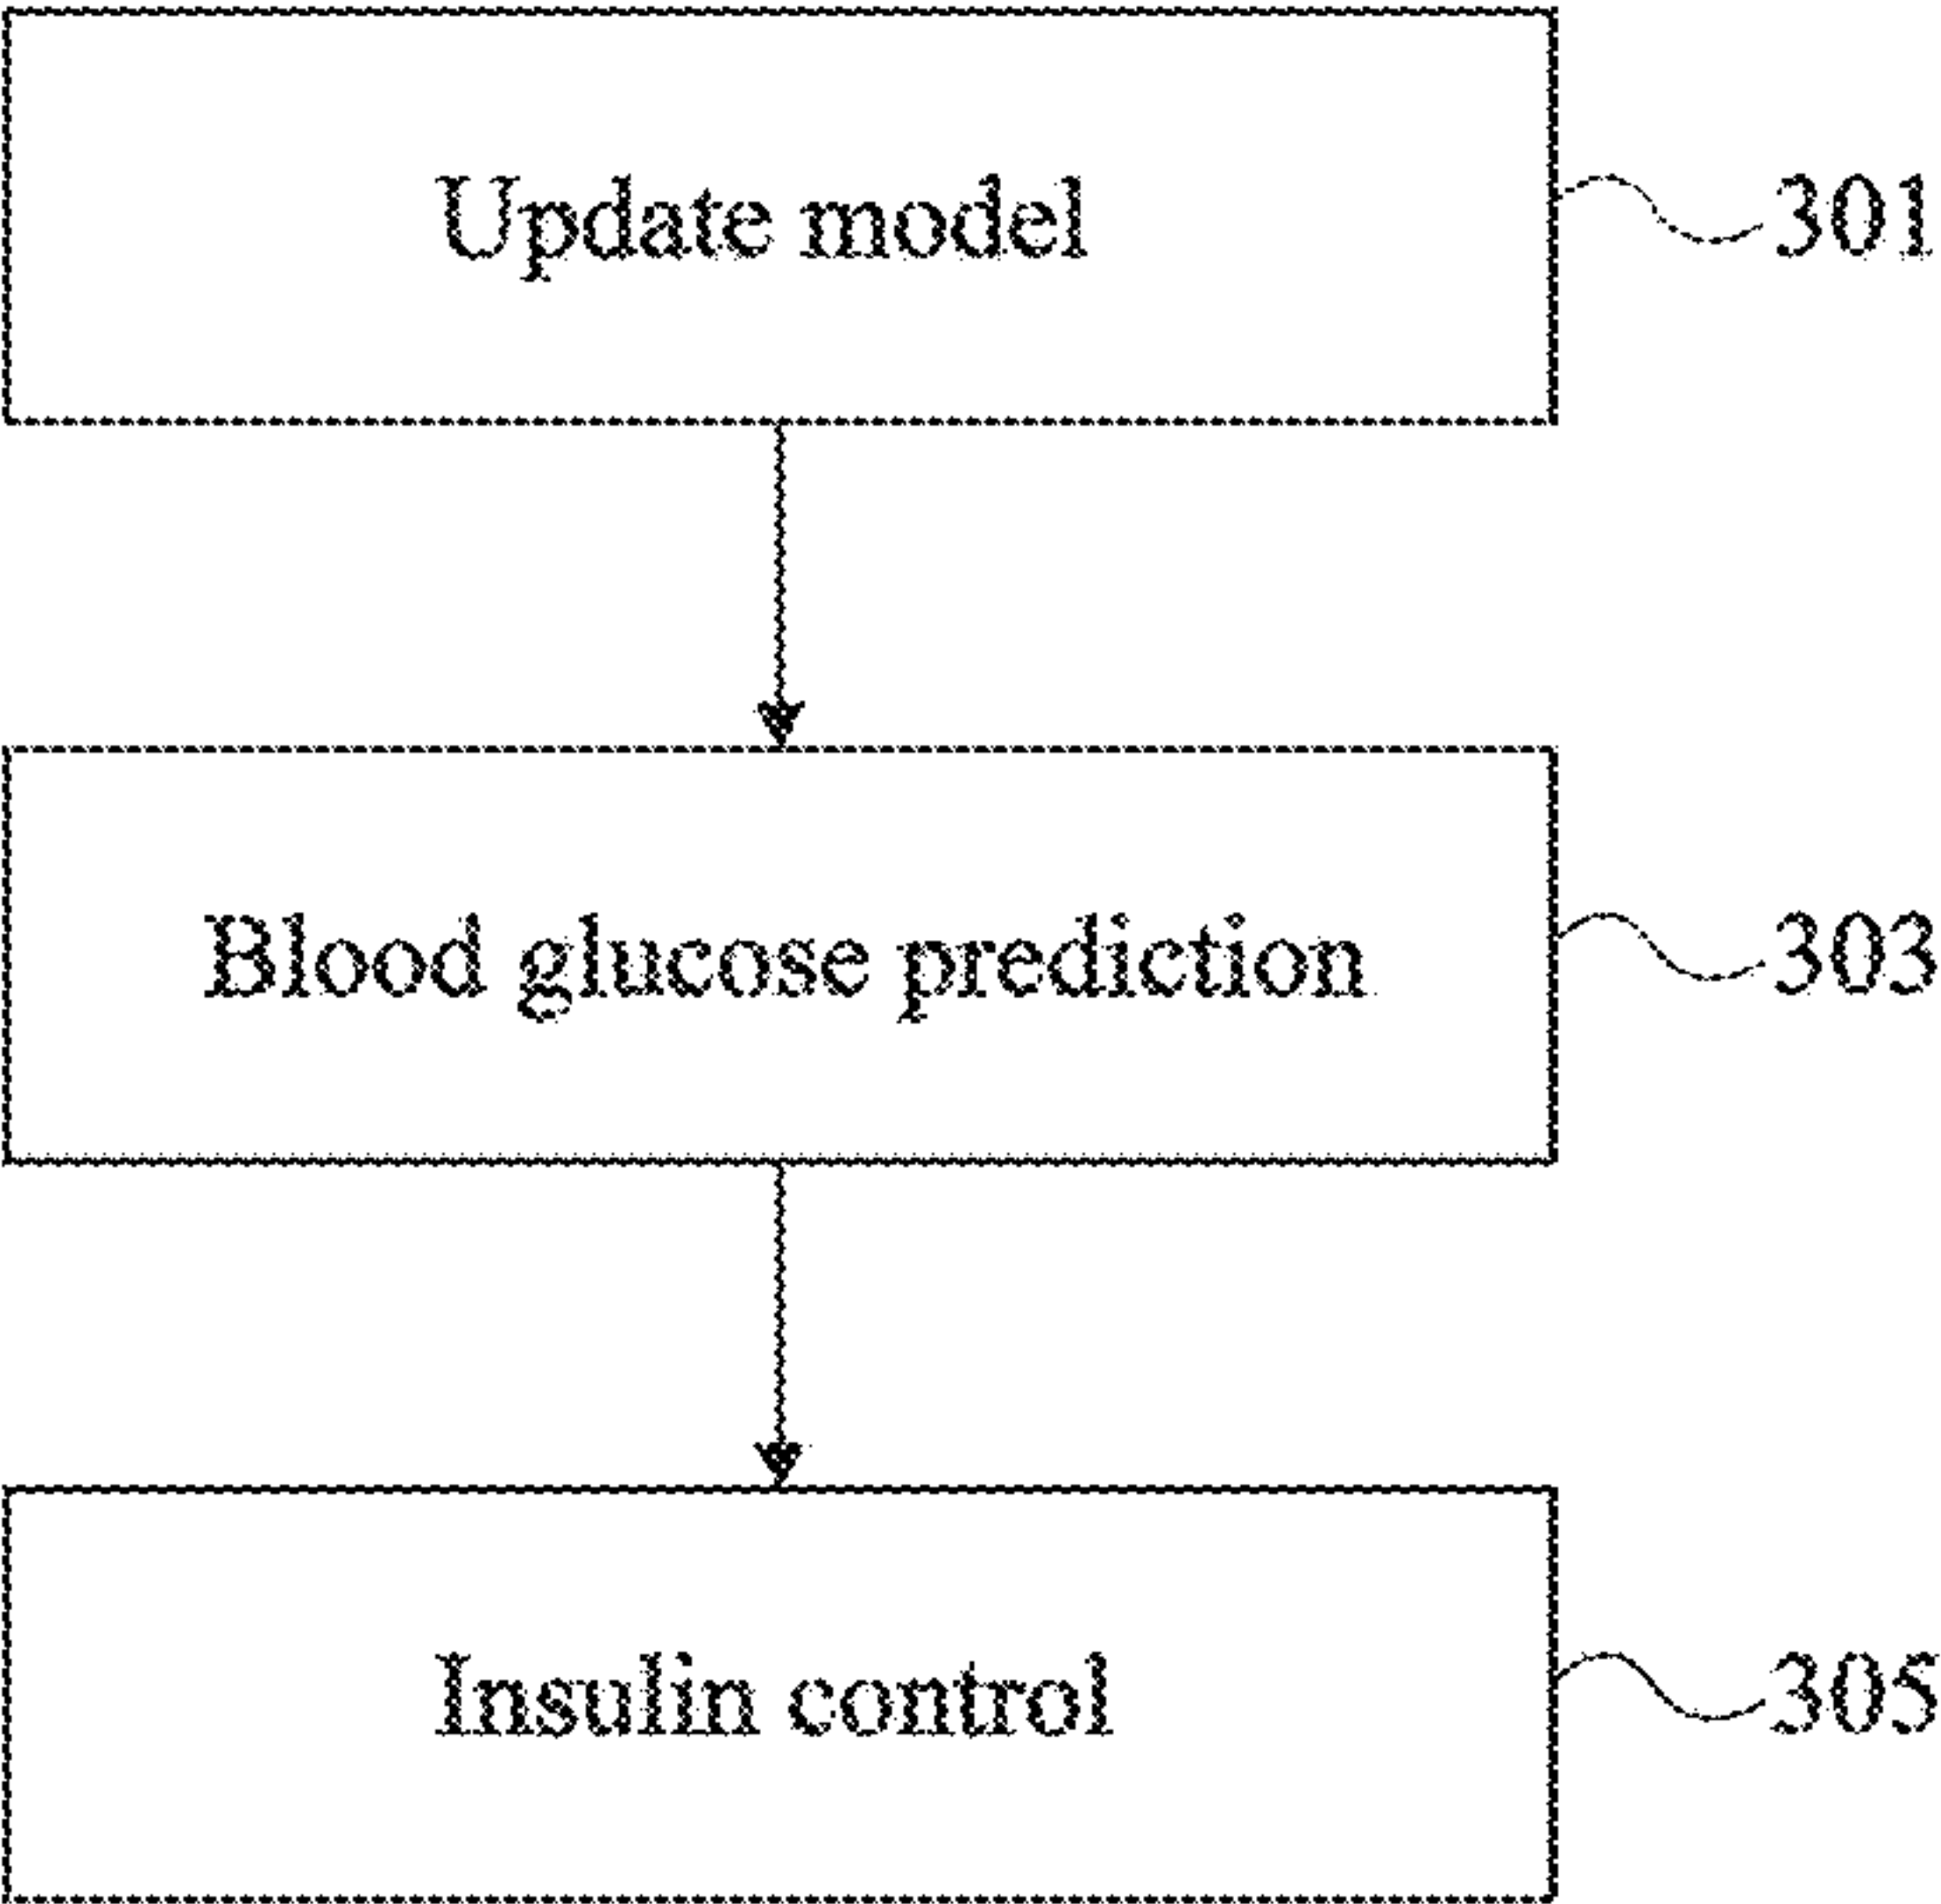 Update model
301
Blood glucose prediction
303
Insulin control
305